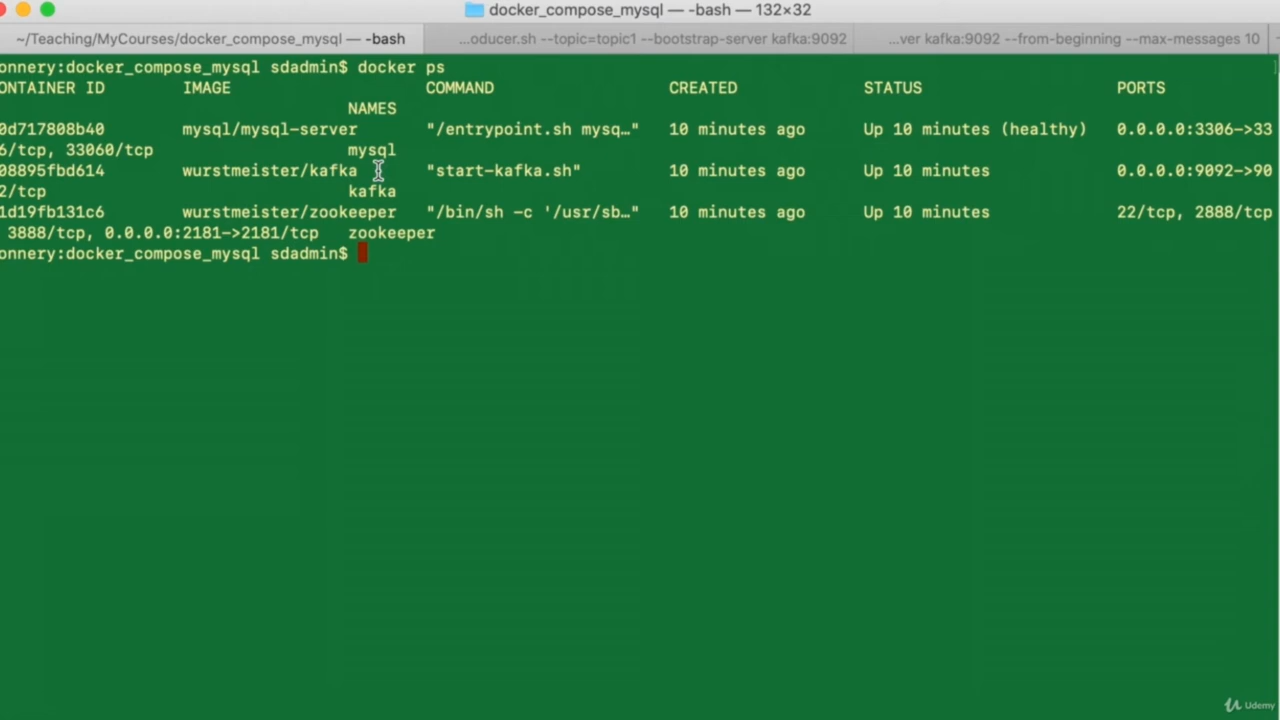 docker_compose_mysql — -bash — 132×32
~/Teaching/MyCourses/docker_compose_mysql — -bash
...oducer.sh --topic=topic1 --bootstrap-server kafka:9092
...ver kafka:9092 --from-beginning --max-messages 10
onnery:docker_compose_mysql sdadmin$ docker ps
ONTAINER ID IMAGE COMMAND CREATED STATUS PORTS
NAMES
0d717808b40 mysql/mysql-server "/entrypoint.sh mysq…" 10 minutes ago Up 10 minutes (healthy) 0.0.0.0:3306->33
6/tcp, 33060/tcp mysql
08895fbd614 wurstmeister/kafka "start-kafka.sh" 10 minutes ago Up 10 minutes 0.0.0.0:9092->90
2/tcp kafka
1d19fb131c6 wurstmeister/zookeeper "/bin/sh -c '/usr/sb…" 10 minutes ago Up 10 minutes 22/tcp, 2888/tcp
3888/tcp, 0.0.0.0:2181->2181/tcp zookeeper
onnery:docker_compose_mysql sdadmin$
Udemy